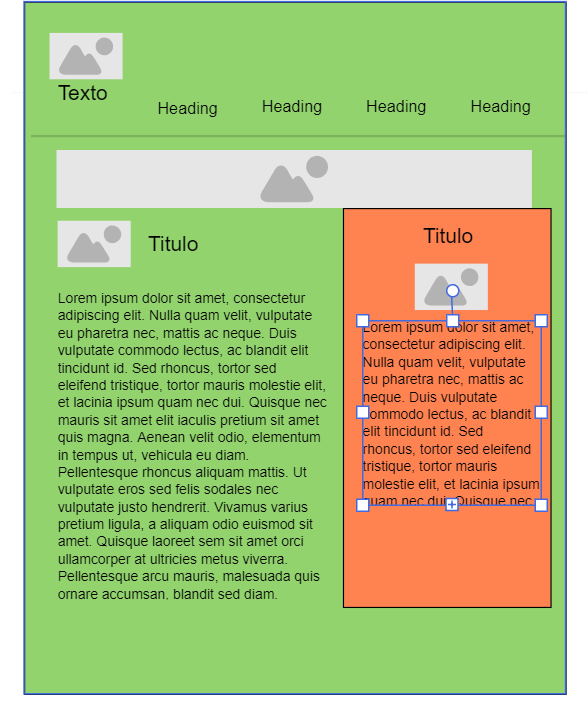 Texto
Heading Heading Heading Heading
Titulo
Lorem ipsum dolor sit amet, consectetur
adipiscing elit. Nulla quam velit, vulputate
eu pharetra nec, mattis ac neque. Duis
vulputate commodo lectus, ac blandit elit
tincidunt id. Sed rhoncus, tortor sed
eleifend tristique, tortor mauris molestie elit,
et lacinia ipsum quam nec dui. Quisque nec
mauris sit amet elit iaculis pretium sit amet
quis magna. Aenean velit odio, elementum
in tempus ut, vehicula eu diam.
Pellentesque rhoncus aliquam mattis. Ut
vulputate eros sed felis sodales nec
vulputate justo hendrerit. Vivamus varius
pretium ligula, a aliquam odio euismod sit
amet. Quisque laoreet sem sit amet orci
ullamcorper at ultricies metus viverra.
Pellentesque arcu mauris, malesuada quis
ornare accumsan, blandit sed diam.
Titulo
Lorem ipsum dolor sit amet,
consectetur adipiscing elit.
Nulla quam velit, vulputate
eu pharetra nec, mattis ac
neque. Duis vulputate
commodo lectus, ac blandit
elit tincidunt id. Sed
rhoncus, tortor sed eleifend
tristique, tortor mauris
molestie elit, et lacinia ipsum
quam nec dui. Quisque nec